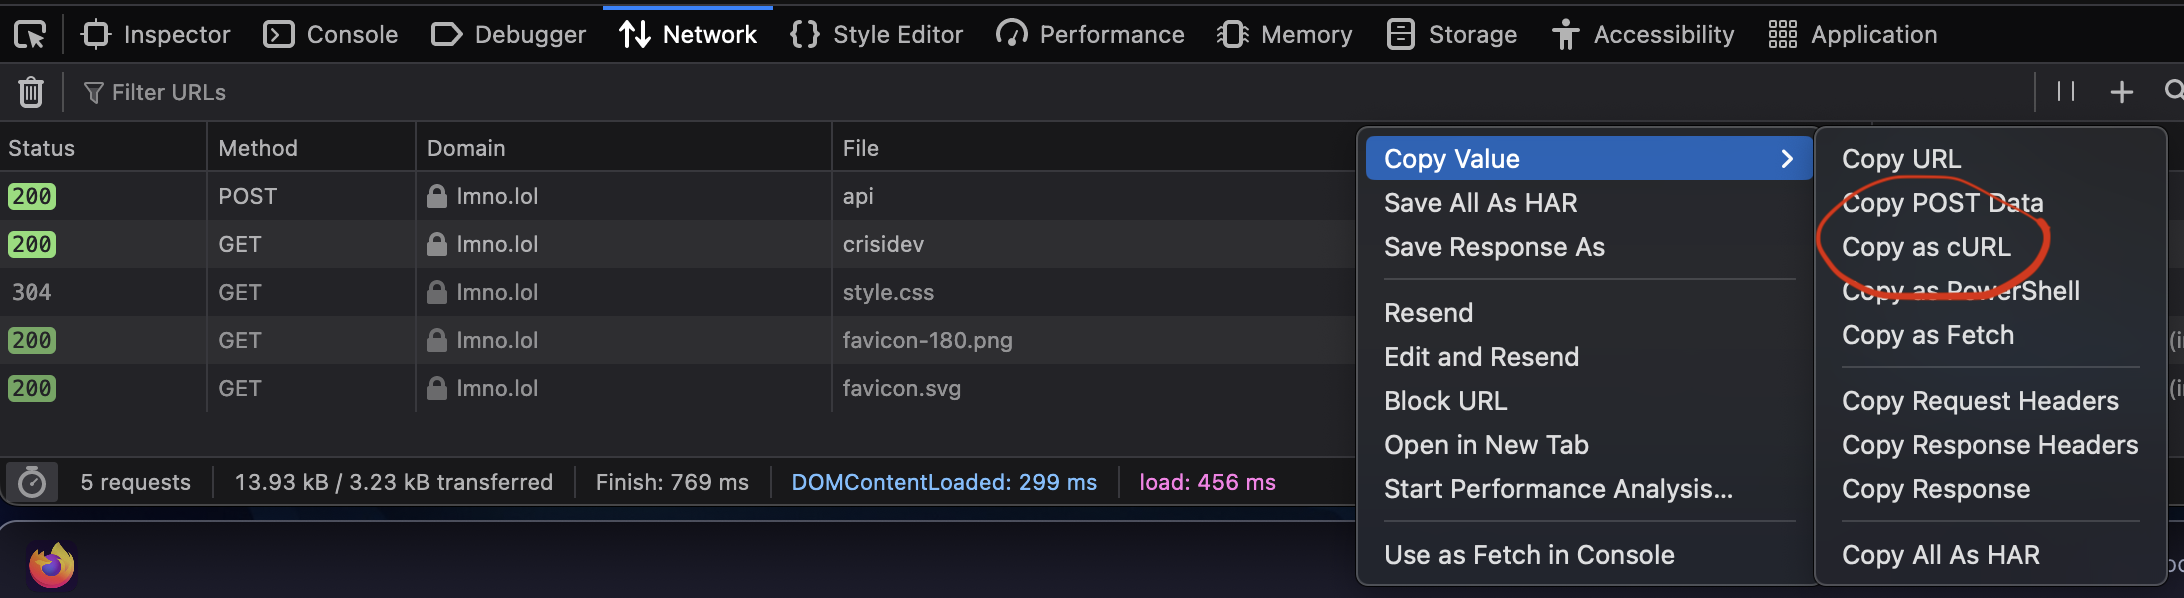 Inspector Console Debugger Network Style Editor Performance Memory Storage Accessibility Application
Filter URLs
Status Method Domain File
200 POST lmno.lol api
200 GET lmno.lol crisidev
304 GET lmno.lol style.css
200 GET lmno.lol favicon-180.png
200 GET lmno.lol favicon.svg
5 requests 13.93 kB / 3.23 kB transferred Finish: 769 ms DOMContentLoaded: 299 ms load: 456 ms
Copy Value
Save All As HAR
Save Response As
Resend
Edit and Resend
Block URL
Open in New Tab
Start Performance Analysis...
Use as Fetch in Console
Copy URL
Copy POST Data
Copy as cURL
Copy as PowerShell
Copy as Fetch
Copy Request Headers
Copy Response Headers
Copy Response
Copy All As HAR